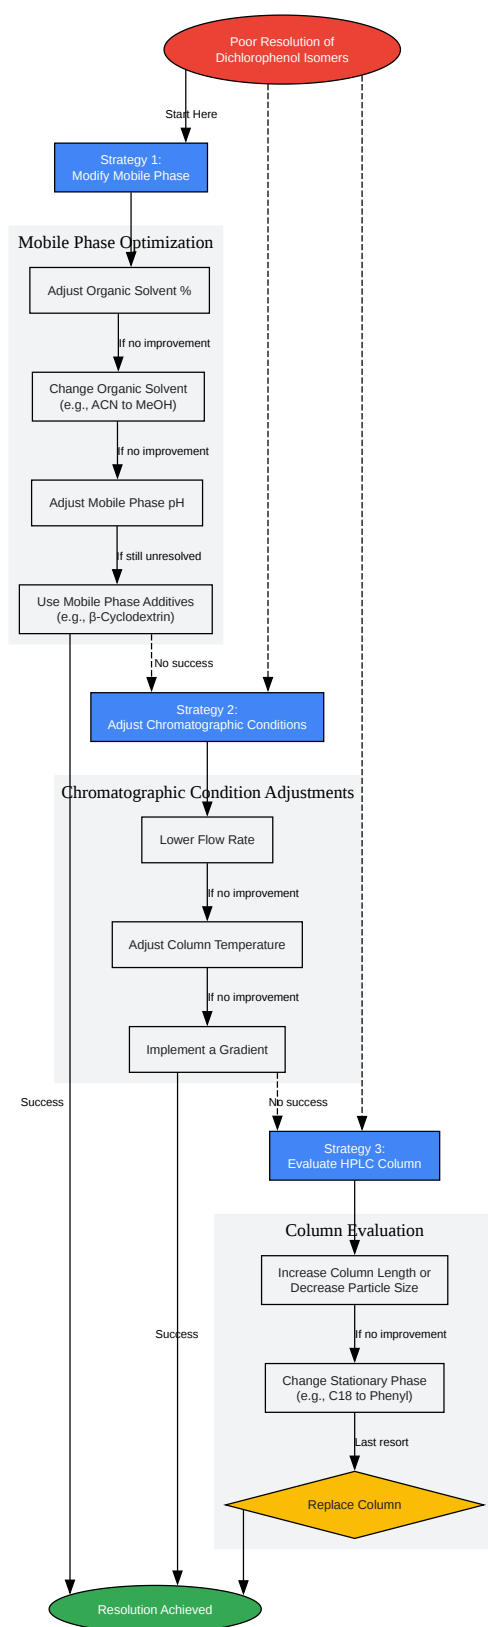 Poor Resolution of
Dichlorophenol Isomers
Start Here
Strategy 1:
Modify Mobile Phase
Mobile Phase Optimization
Adjust Organic Solvent %
If no improvement
Change Organic Solvent
(e.g., ACN to MeOH)
If no improvement
Adjust Mobile Phase pH
If still unresolved
Use Mobile Phase Additives
(e.g., β-Cyclodextrin)
No success
Strategy 2:
Adjust Chromatographic Conditions
Chromatographic Condition Adjustments
Lower Flow Rate
If no improvement
Adjust Column Temperature
If no improvement
Implement a Gradient
Success
No success
Strategy 3:
Evaluate HPLC Column
Column Evaluation
Increase Column Length or
Decrease Particle Size
Success
If no improvement
Change Stationary Phase
(e.g., C18 to Phenyl)
Last resort
Replace Column
Resolution Achieved